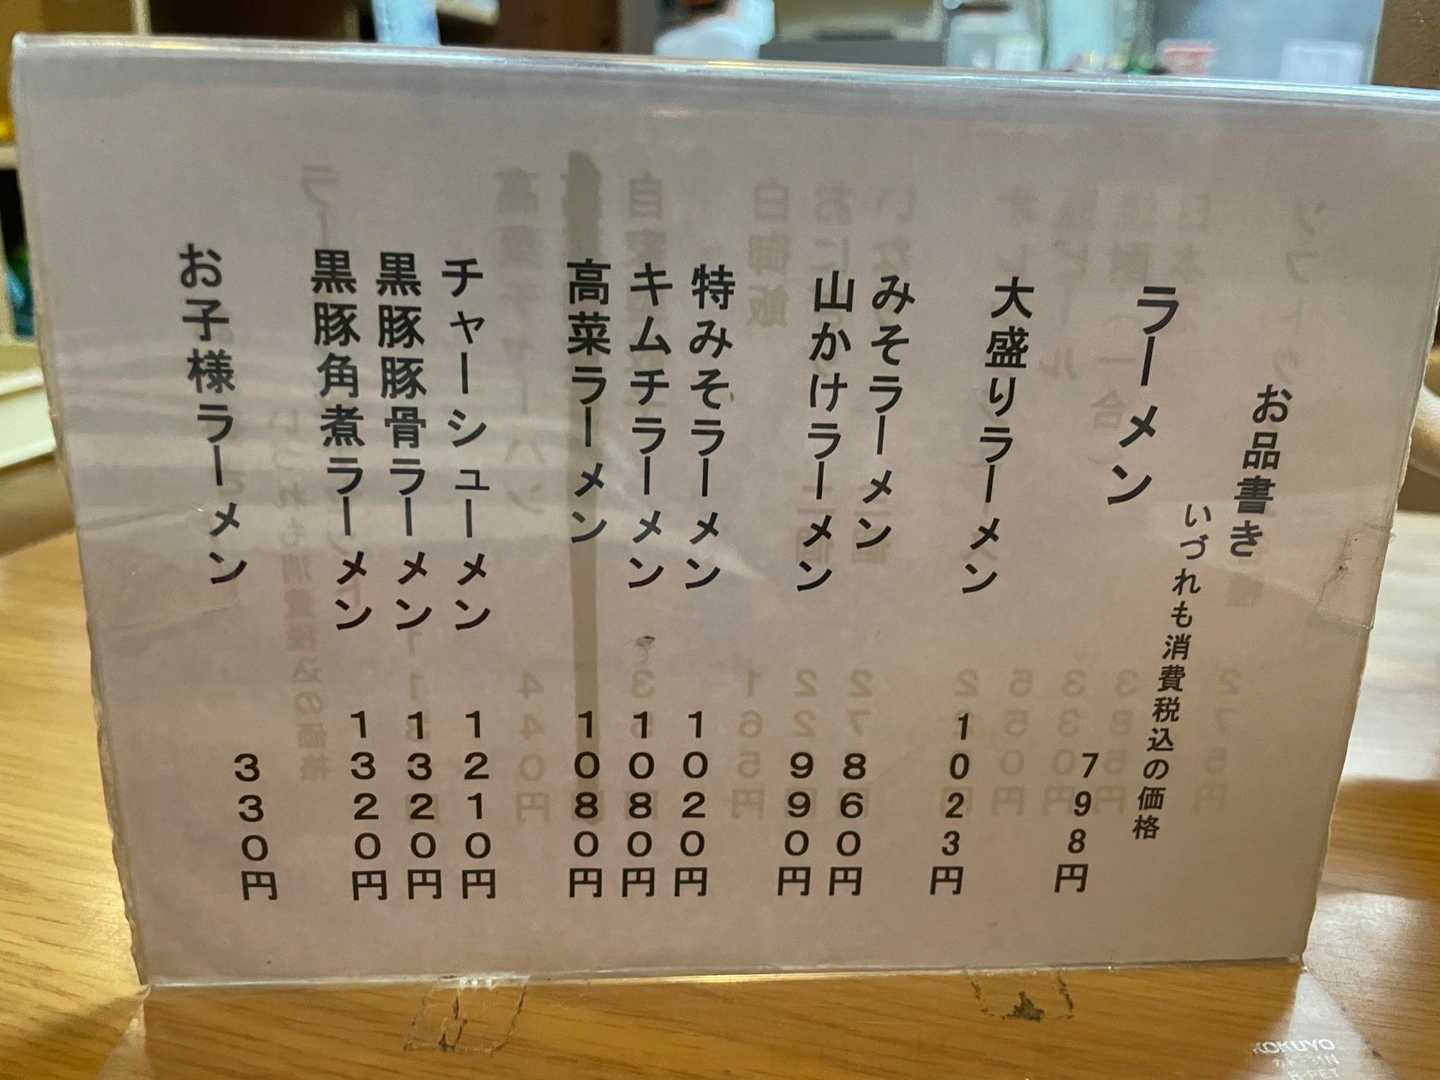 お品書き
いづれも消費税込の価格
ラーメン 798円
大盛りラーメン 1023円
みそラーメン 860円
山かけラーメン 990円
特みそラーメン 1020円
キムチラーメン 1080円
高菜ラーメン 1080円
チャーシューメン 1210円
黒豚豚骨ラーメン 1320円
黒豚角煮ラーメン 1320円
お子様ラーメン 330円
KOKUYO